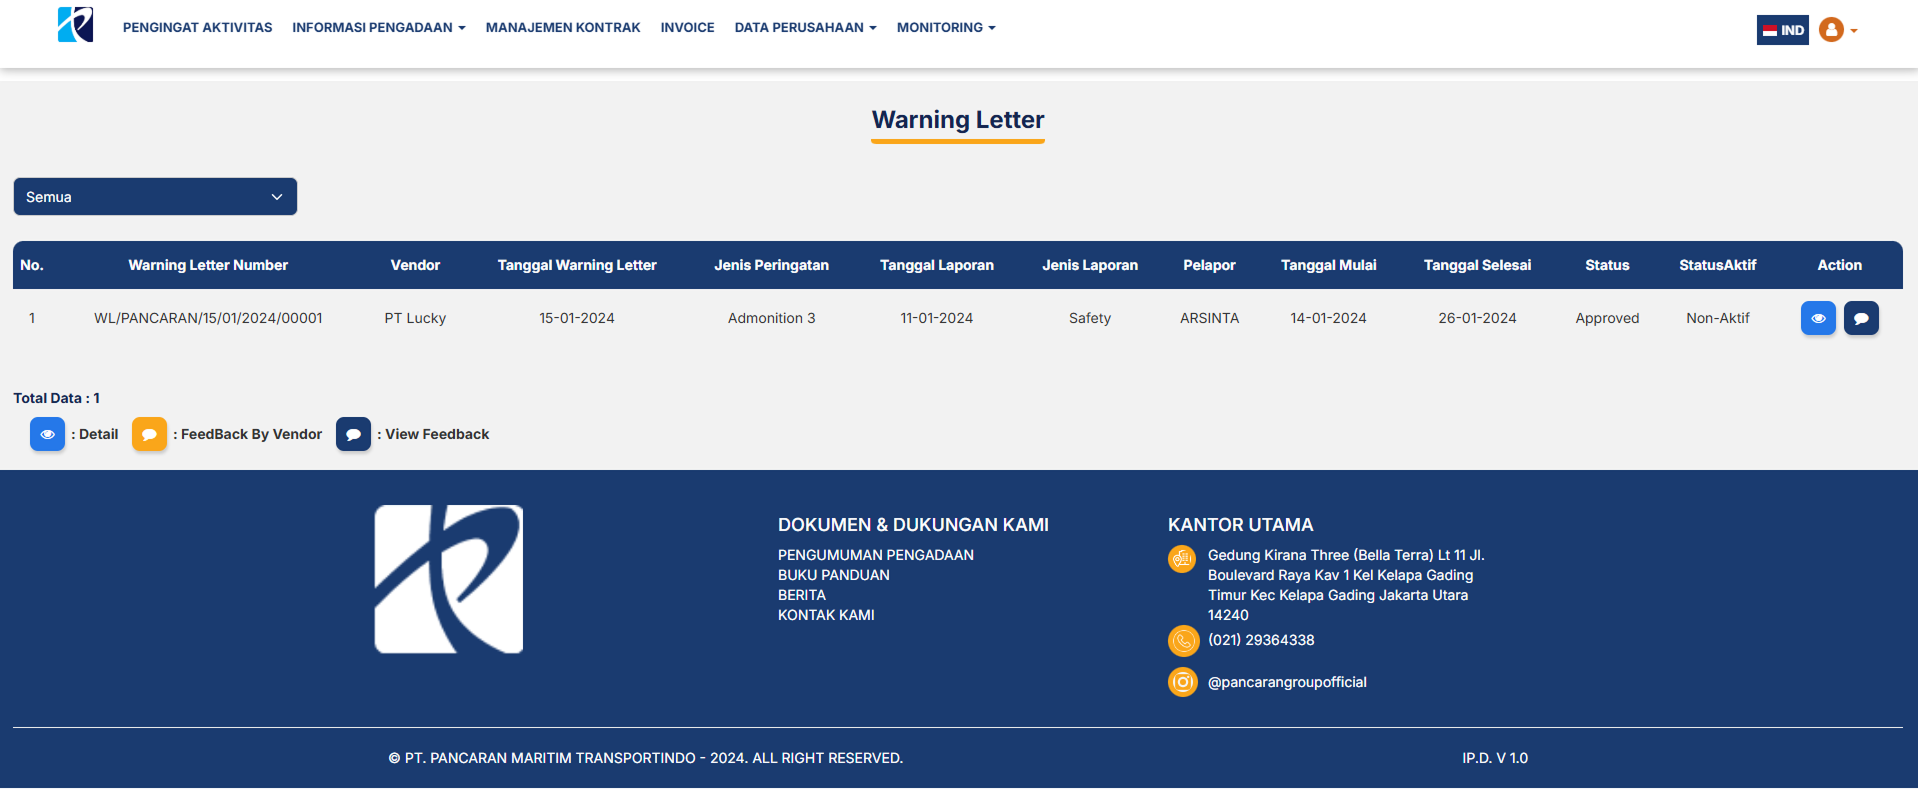 PENGINGAT AKTIVITAS INFORMASI PENGADAAN MANAJEMEN KONTRAK INVOICE DATA PERUSAHAAN MONITORING IND
Warning Letter
Semua
No. Warning Letter Number Vendor Tanggal Warning Letter Jenis Peringatan Tanggal Laporan Jenis Laporan Pelapor Tanggal Mulai Tanggal Selesai Status StatusAktif Action
1 WL/PANCARAN/15/01/2024/00001 PT Lucky 15-01-2024 Admonition 3 11-01-2024 Safety ARSINTA 14-01-2024 26-01-2024 Approved Non-Aktif
Total Data : 1
: Detail : FeedBack By Vendor : View Feedback
DOKUMEN & DUKUNGAN KAMI
PENGUMUMAN PENGADAAN
BUKU PANDUAN
BERITA
KONTAK KAMI
KANTOR UTAMA
Gedung Kirana Three (Bella Terra) Lt 11 Jl.
Boulevard Raya Kav 1 Kel Kelapa Gading
Timur Kec Kelapa Gading Jakarta Utara
14240
(021) 29364338
@pancarangroupofficial
© PT. PANCARAN MARITIM TRANSPORTINDO - 2024. ALL RIGHT RESERVED. IP.D. V 1.0